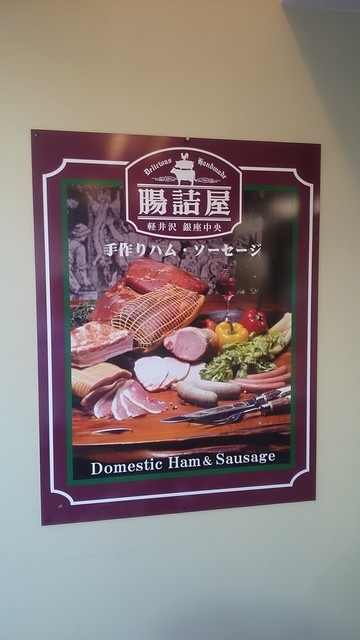 Delicious Handmade
腸詰屋
軽井沢 銀座中央
手作りハム・ソーセージ
Domestic Ham & Sausage